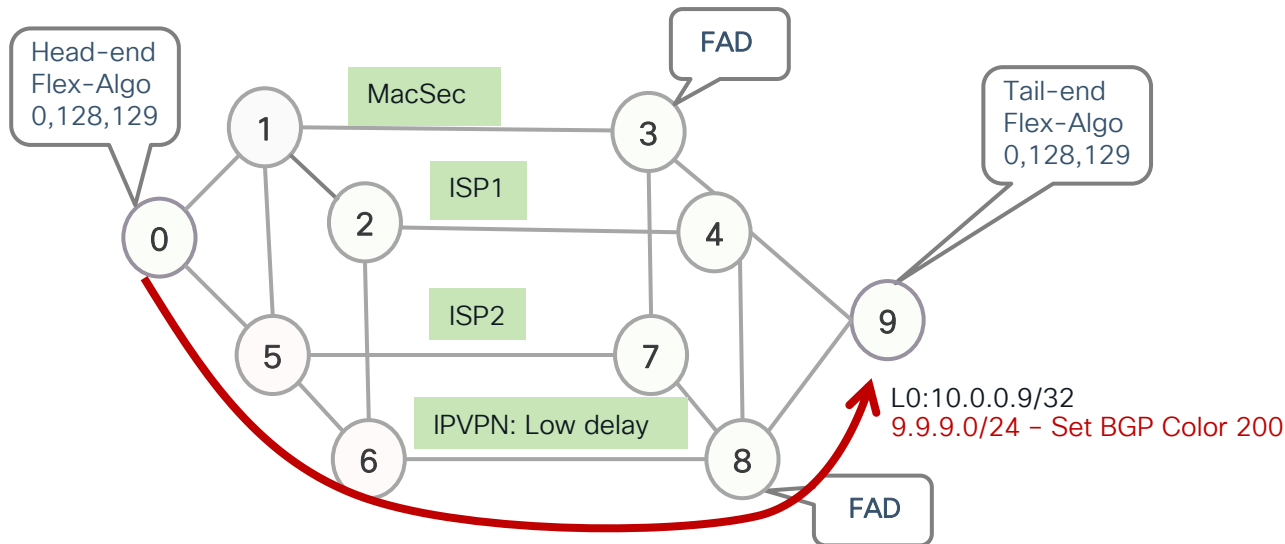 Head-end
Flex-Algo
0,128,129
FAD
Tail-end
Flex-Algo
0,128,129
MacSec
1
3
ISP1
2
4
0
ISP2
9
5
7
L0:10.0.0.9/32
9.9.9.0/24 – Set BGP Color 200
IPVPN: Low delay
6
8
FAD